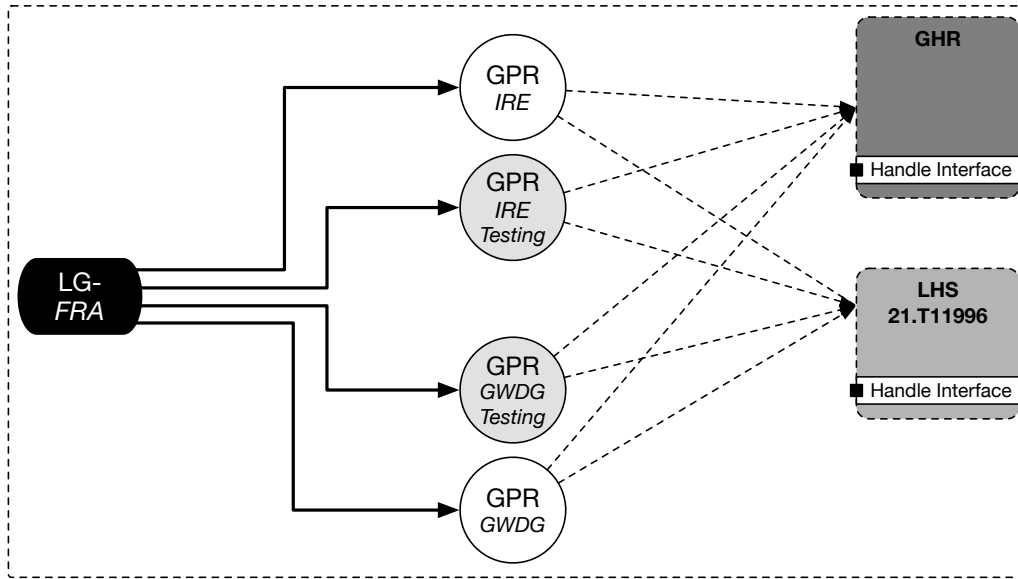 LG-
FRA
GPR
IRE
GPR
IRE
Testing
GPR
GWDG
Testing
GPR
GWDG
GHR
Handle Interface
LHS
21.T11996
Handle Interface